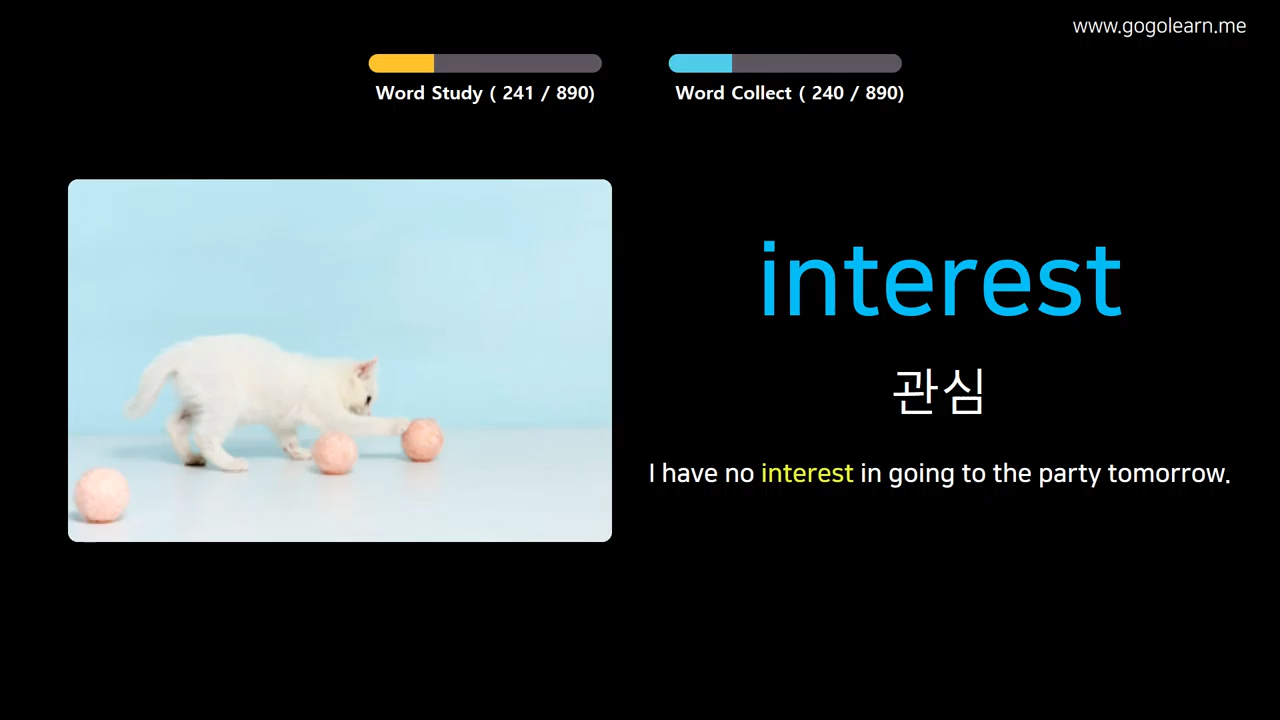 www.gogolearn.me
Word Study ( 241 / 890)
Word Collect ( 240 / 890)
interest
관심
I have no interest in going to the party tomorrow.